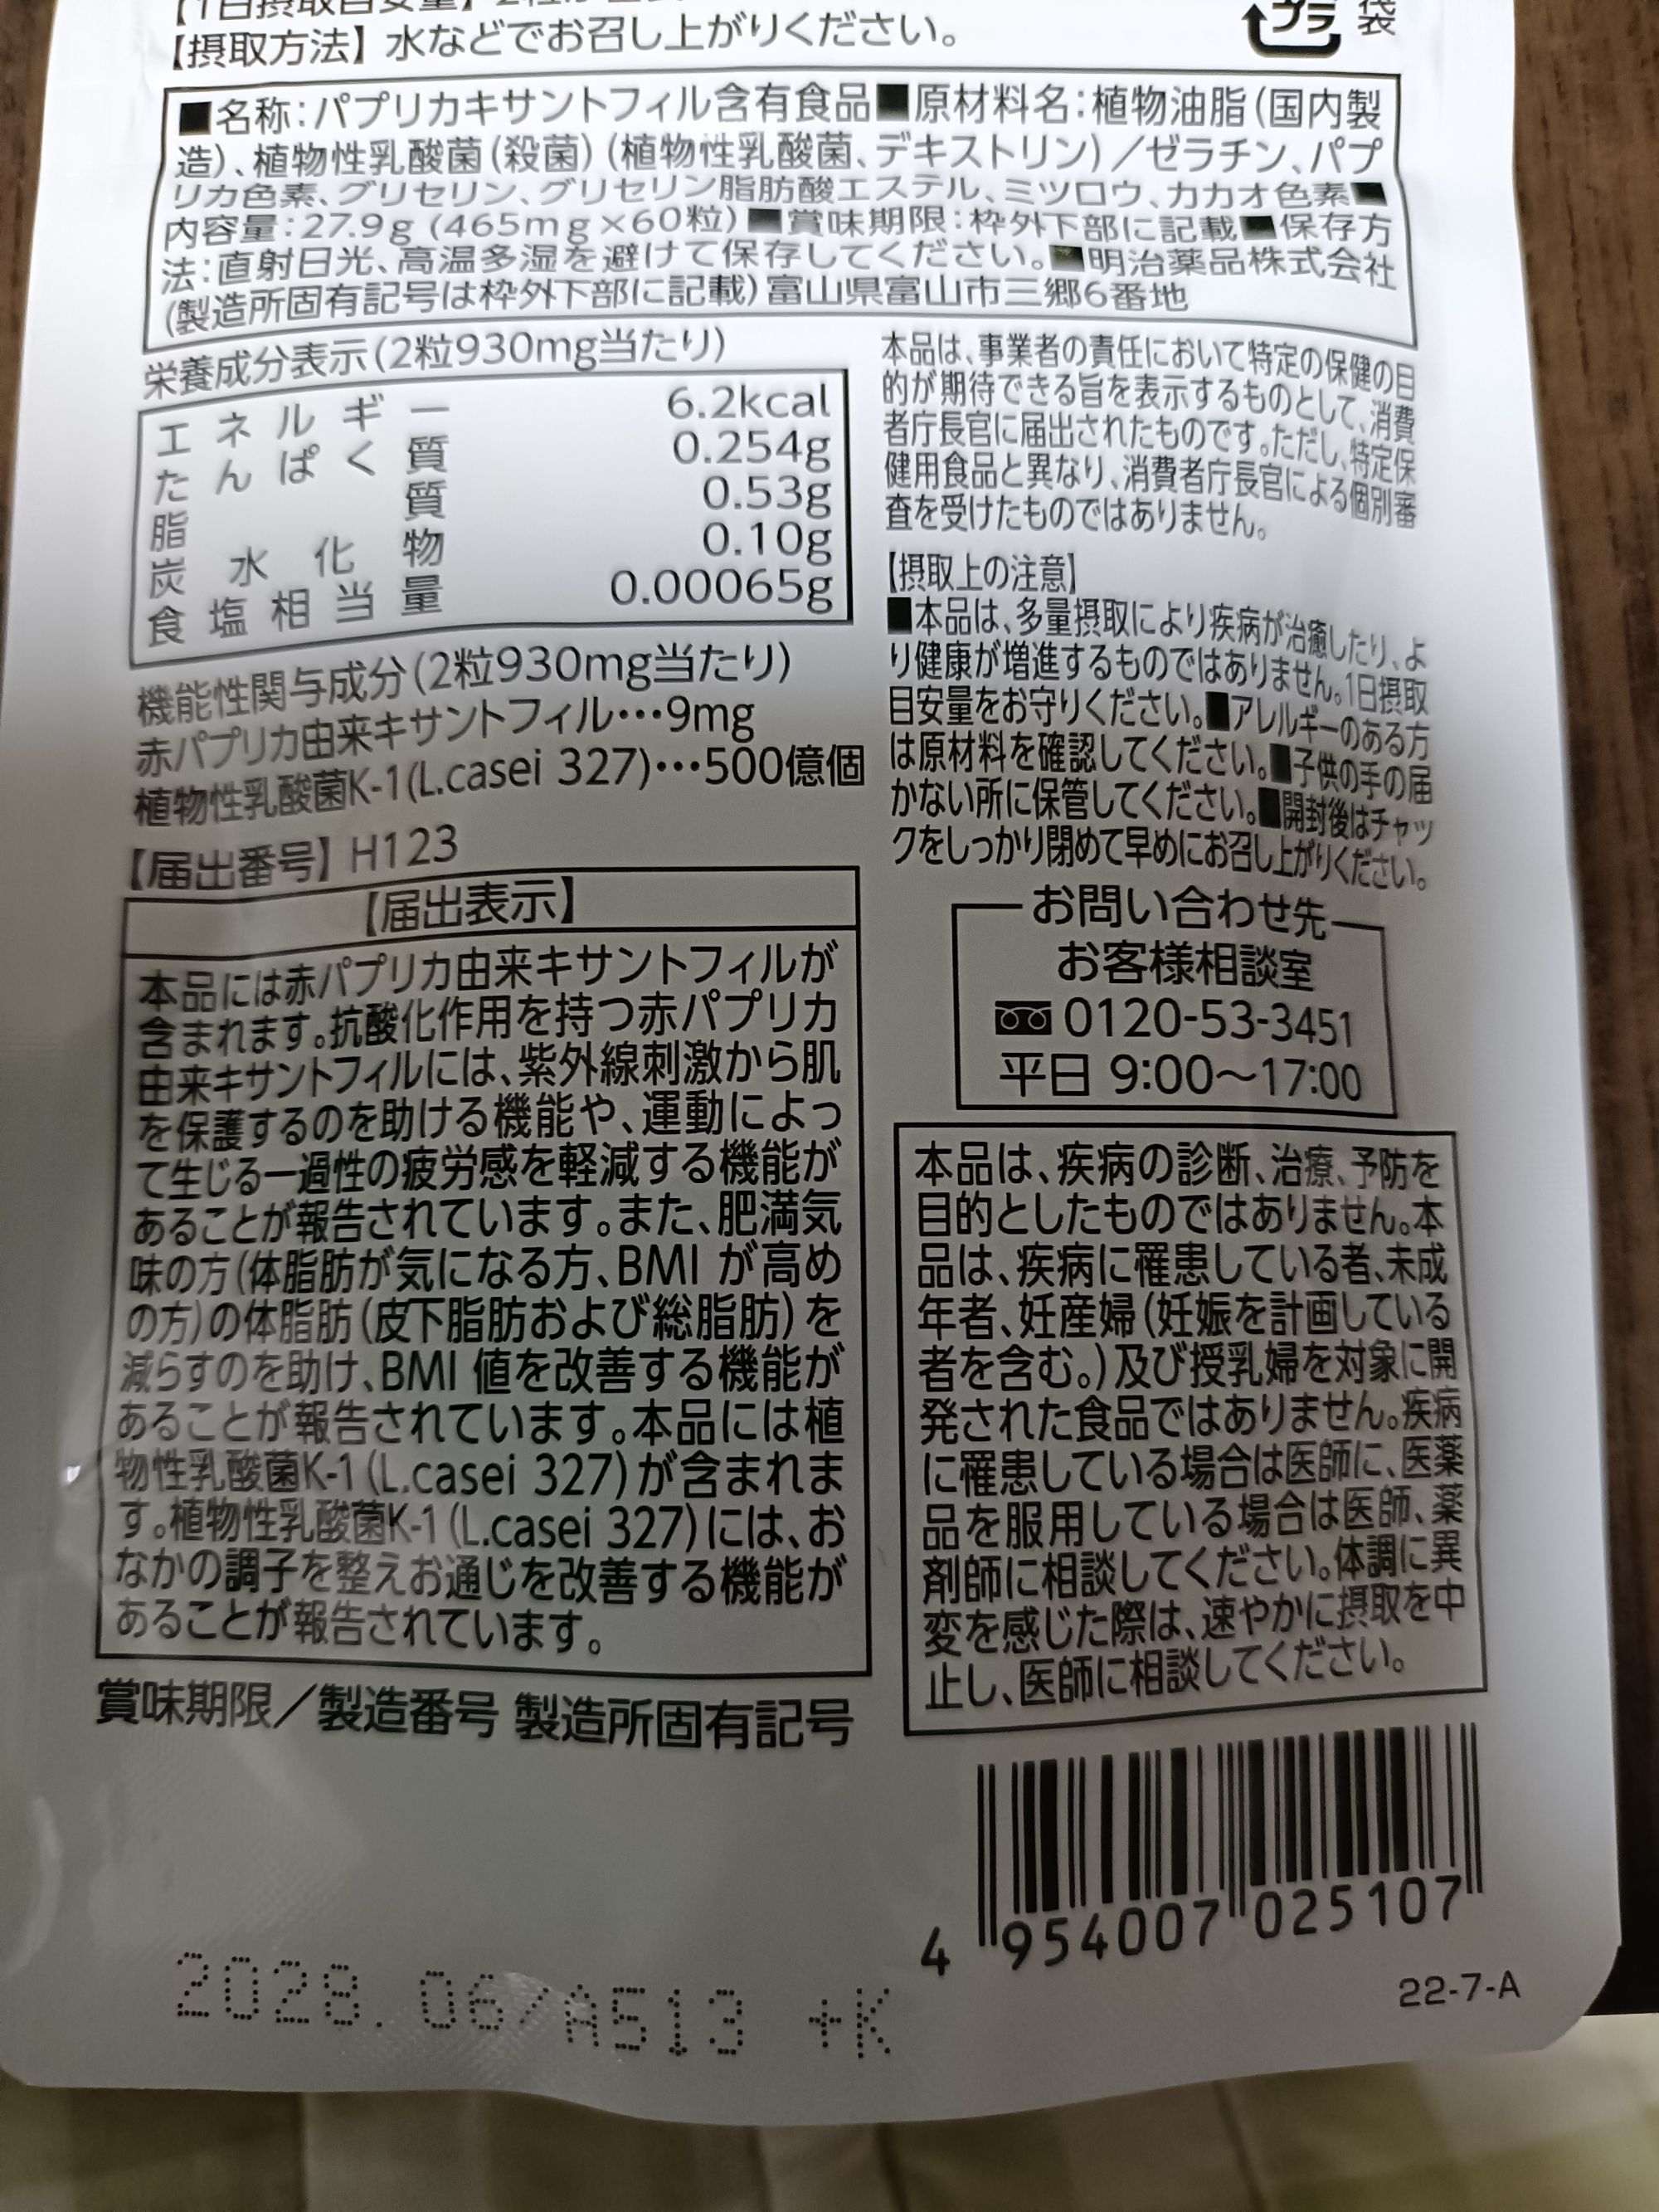 【1日摂取目安量】2粒
プラ 袋
【摂取方法】水などでお召し上がりください。
■名称:パプリカキサントフィル含有食品■原材料名:植物油脂(国内製
造)、植物性乳酸菌(殺菌)(植物性乳酸菌、デキストリン)/ゼラチン、パプ
リカ色素、グリセリン、グリセリン脂肪酸エステル、ミツロウ、カカオ色素■
内容量:27.9g(465mg×60粒)■賞味期限:枠外下部に記載■保存方
法:直射日光、高温多湿を避けて保存してください。■明治薬品株式会社
(製造所固有記号は枠外下部に記載)富山県富山市三郷6番地
栄養成分表示(2粒930mg当たり)
エネルギー 6.2kcal
たんぱく質 0.254g
脂質 0.53g
炭水化物 0.10g
食塩相当量 0.00065g
機能性関与成分(2粒930mg当たり)
赤パプリカ由来キサントフィル…9mg
植物性乳酸菌K-1(L.casei 327)…500億個
【届出番号】H123
【届出表示】
本品には赤パプリカ由来キサントフィルが
含まれます。抗酸化作用を持つ赤パプリカ
由来キサントフィルには、紫外線刺激から肌
を保護するのを助ける機能や、運動によっ
て生じる一過性の疲労感を軽減する機能が
あることが報告されています。また、肥満気
味の方(体脂肪が気になる方、BMI が高め
の方)の体脂肪(皮下脂肪および総脂肪)を
減らすのを助け、BMI 値を改善する機能が
あることが報告されています。本品には植
物性乳酸菌K-1(L.casei 327)が含まれま
す。植物性乳酸菌K-1(L.casei 327)には、お
なかの調子を整えお通じを改善する機能が
あることが報告されています。
賞味期限/製造番号 製造所固有記号
2028.06/A513 +K
本品は、事業者の責任において特定の保健の目
的が期待できる旨を表示するものとして、消費
者庁長官に届出されたものです。ただし、特定保
健用食品と異なり、消費者庁長官による個別審
査を受けたものではありません。
【摂取上の注意】
■本品は、多量摂取により疾病が治癒したり、よ
り健康が増進するものではありません。1日摂取
目安量をお守りください。■アレルギーのある方
は原材料を確認してください。■子供の手の届
かない所に保管してください。■開封後はチャッ
クをしっかり閉めて早めにお召し上がりください。
お問い合わせ先
お客様相談室
0120-53-3451
平日 9:00〜17:00
本品は、疾病の診断、治療、予防を
目的としたものではありません。本
品は、疾病に罹患している者、未成
年者、妊産婦(妊娠を計画している
者を含む。)及び授乳婦を対象に開
発された食品ではありません。疾病
に罹患している場合は医師に、医薬
品を服用している場合は医師、薬
剤師に相談してください。体調に異
変を感じた際は、速やかに摂取を中
止し、医師に相談してください。
4 954007 025107
22-7-A